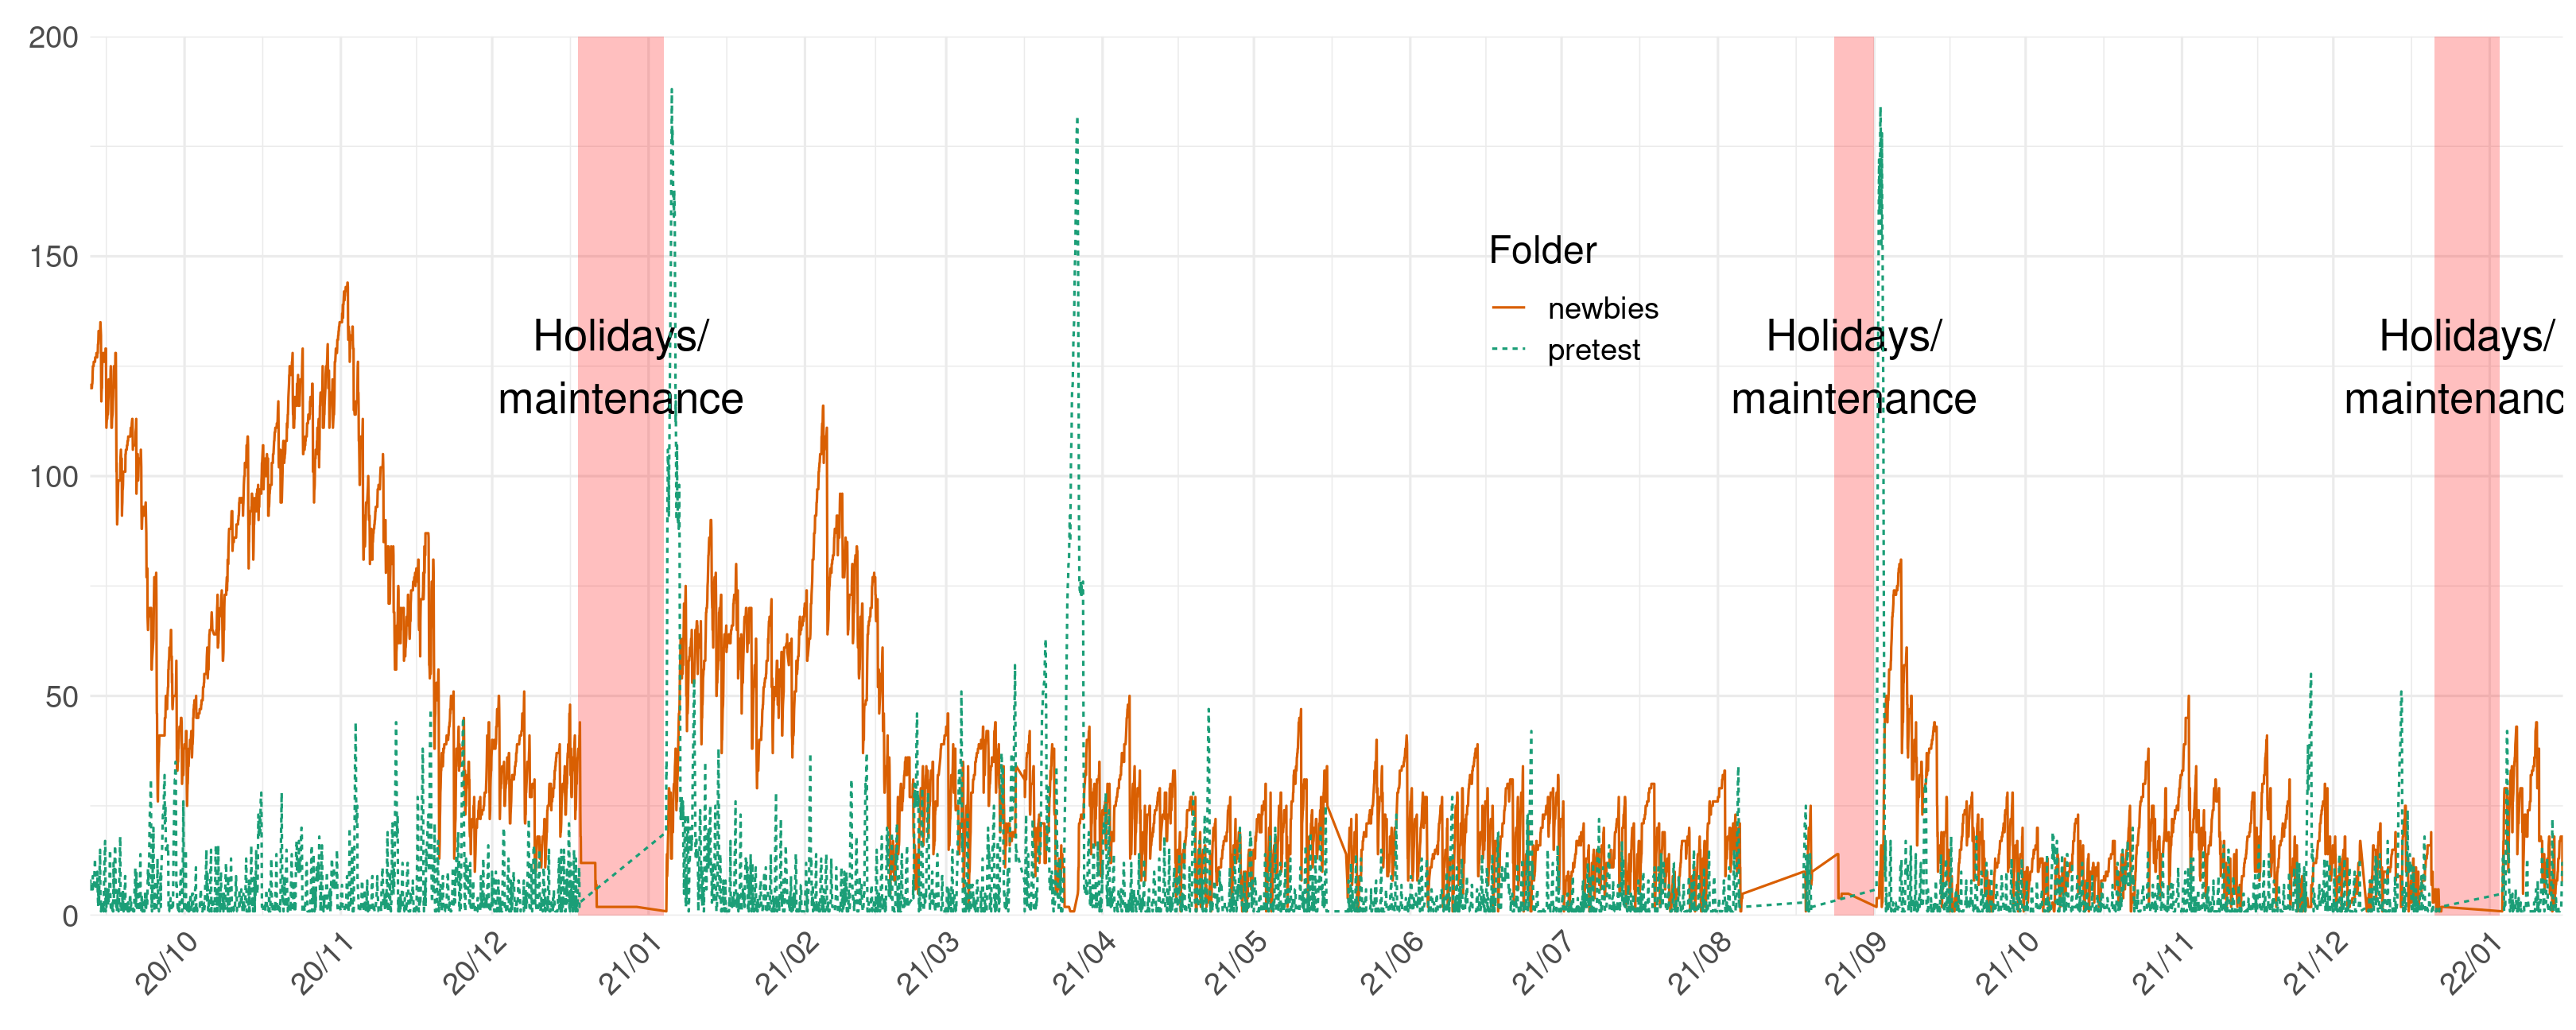 200
150
100
50
0
Folder
newbies
pretest
Holidays/
maintenance
Holidays/
maintenance
Holidays/
maintenanc
20/10
20/11
20/12
21/01
21/02
21/03
21/04
21/05
21/06
21/07
21/08
21/09
21/10
21/11
21/12
22/01